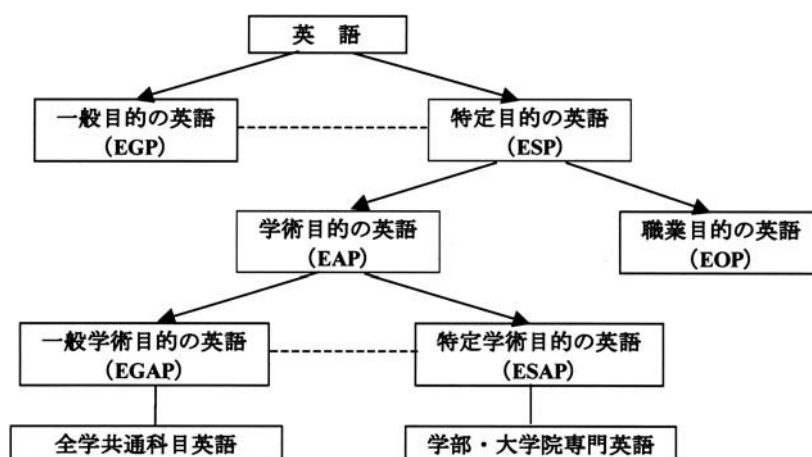 英 語
一般目的の英語
(EGP)
特定目的の英語
(ESP)
学術目的の英語
(EAP)
職業目的の英語
(EOP)
一般学術目的の英語
(EGAP)
特定学術目的の英語
(ESAP)
全学共通科目英語
学部・大学院専門英語